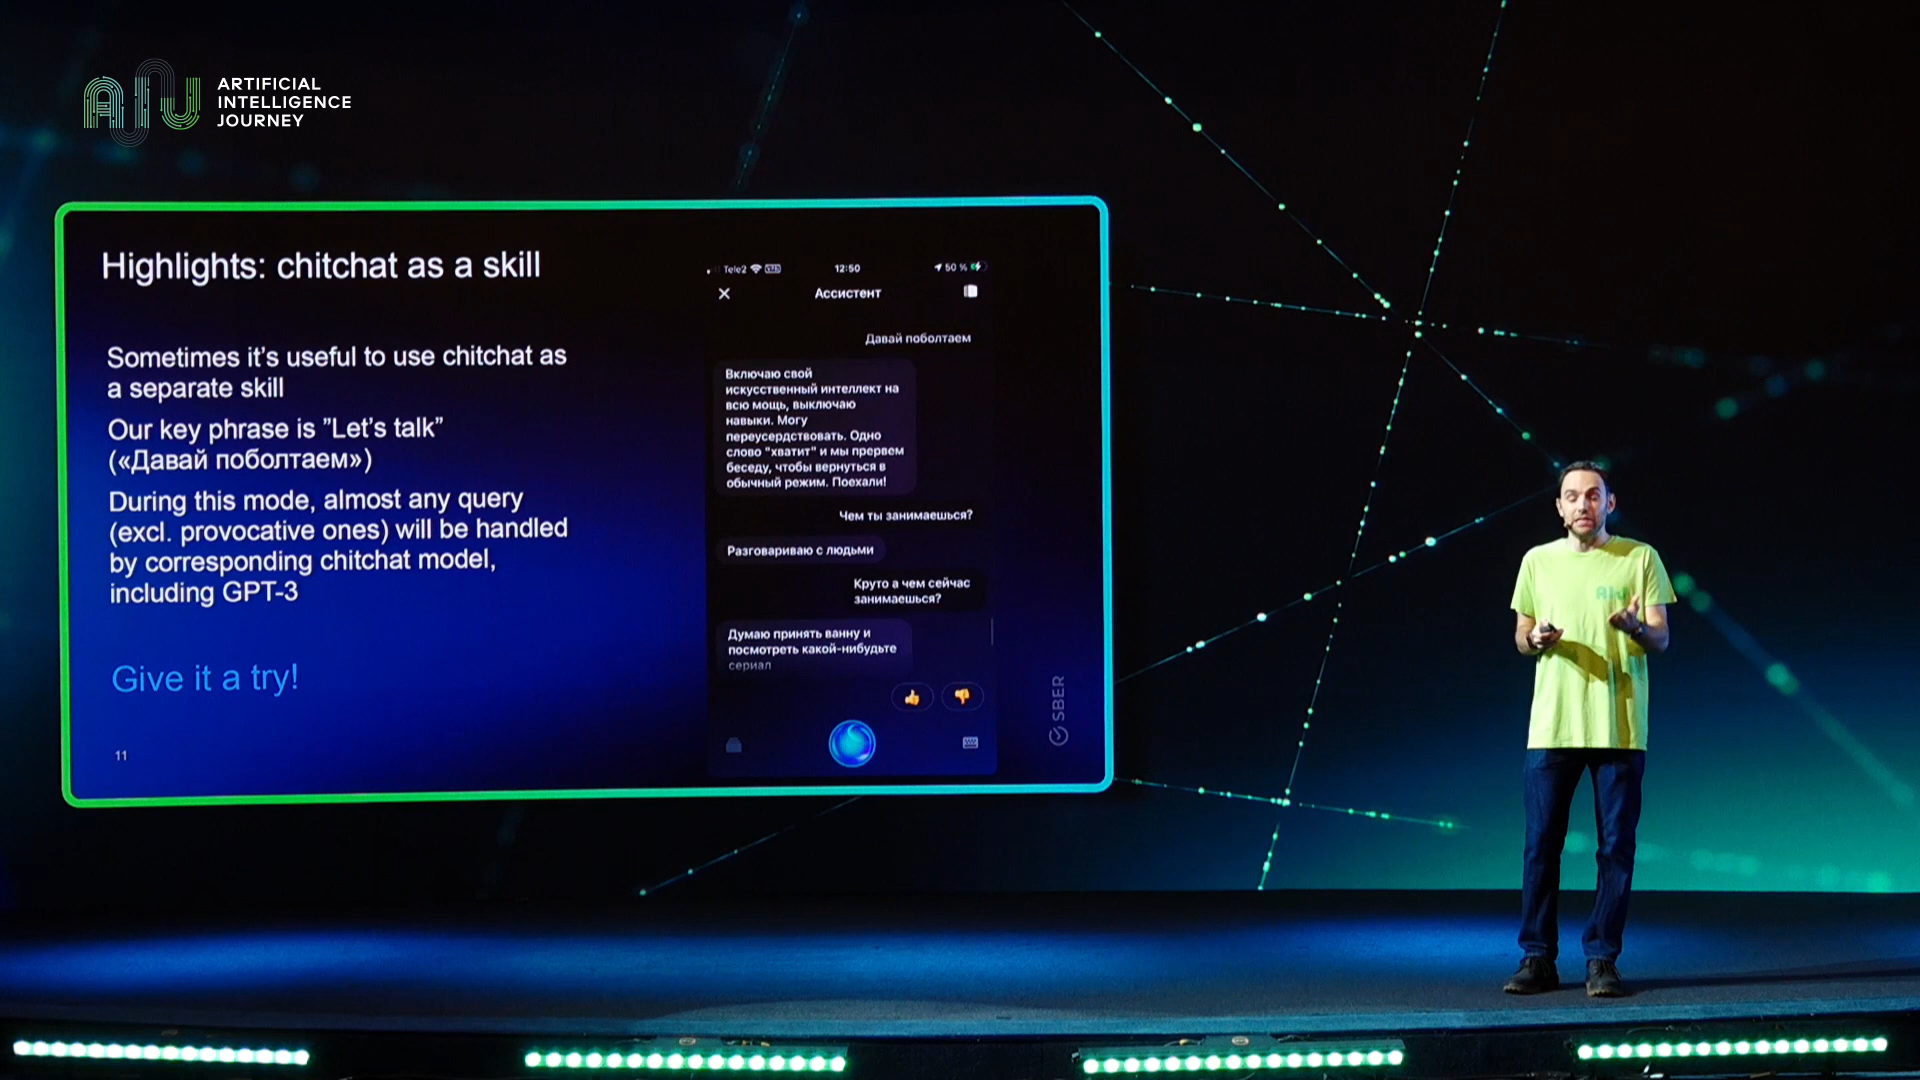 ARTIFICIAL
INTELLIGENCE
JOURNEY
Highlights: chitchat as a skill
Sometimes it's useful to use chitchat as
a separate skill
Our key phrase is ”Let's talk”
(«Давай поболтаем»)
During this mode, almost any query
(excl. provocative ones) will be handled
by corresponding chitchat model,
including GPT-3
Give it a try!
11
Tele2
12:50
50 %
Ассистент
Давай поболтаем
Включаю свой
искусственный интеллект на
всю мощь, выключаю
навыки. Могу
переусердствовать. Одно
слово "хватит" и мы прервем
беседу, чтобы вернуться в
обычный режим. Поехали!
Чем ты занимаешься?
Разговариваю с людьми
Круто а чем сейчас
занимаешься?
Думаю принять ванну и
посмотреть какой-нибудьте
сериал
SBER
AIJ